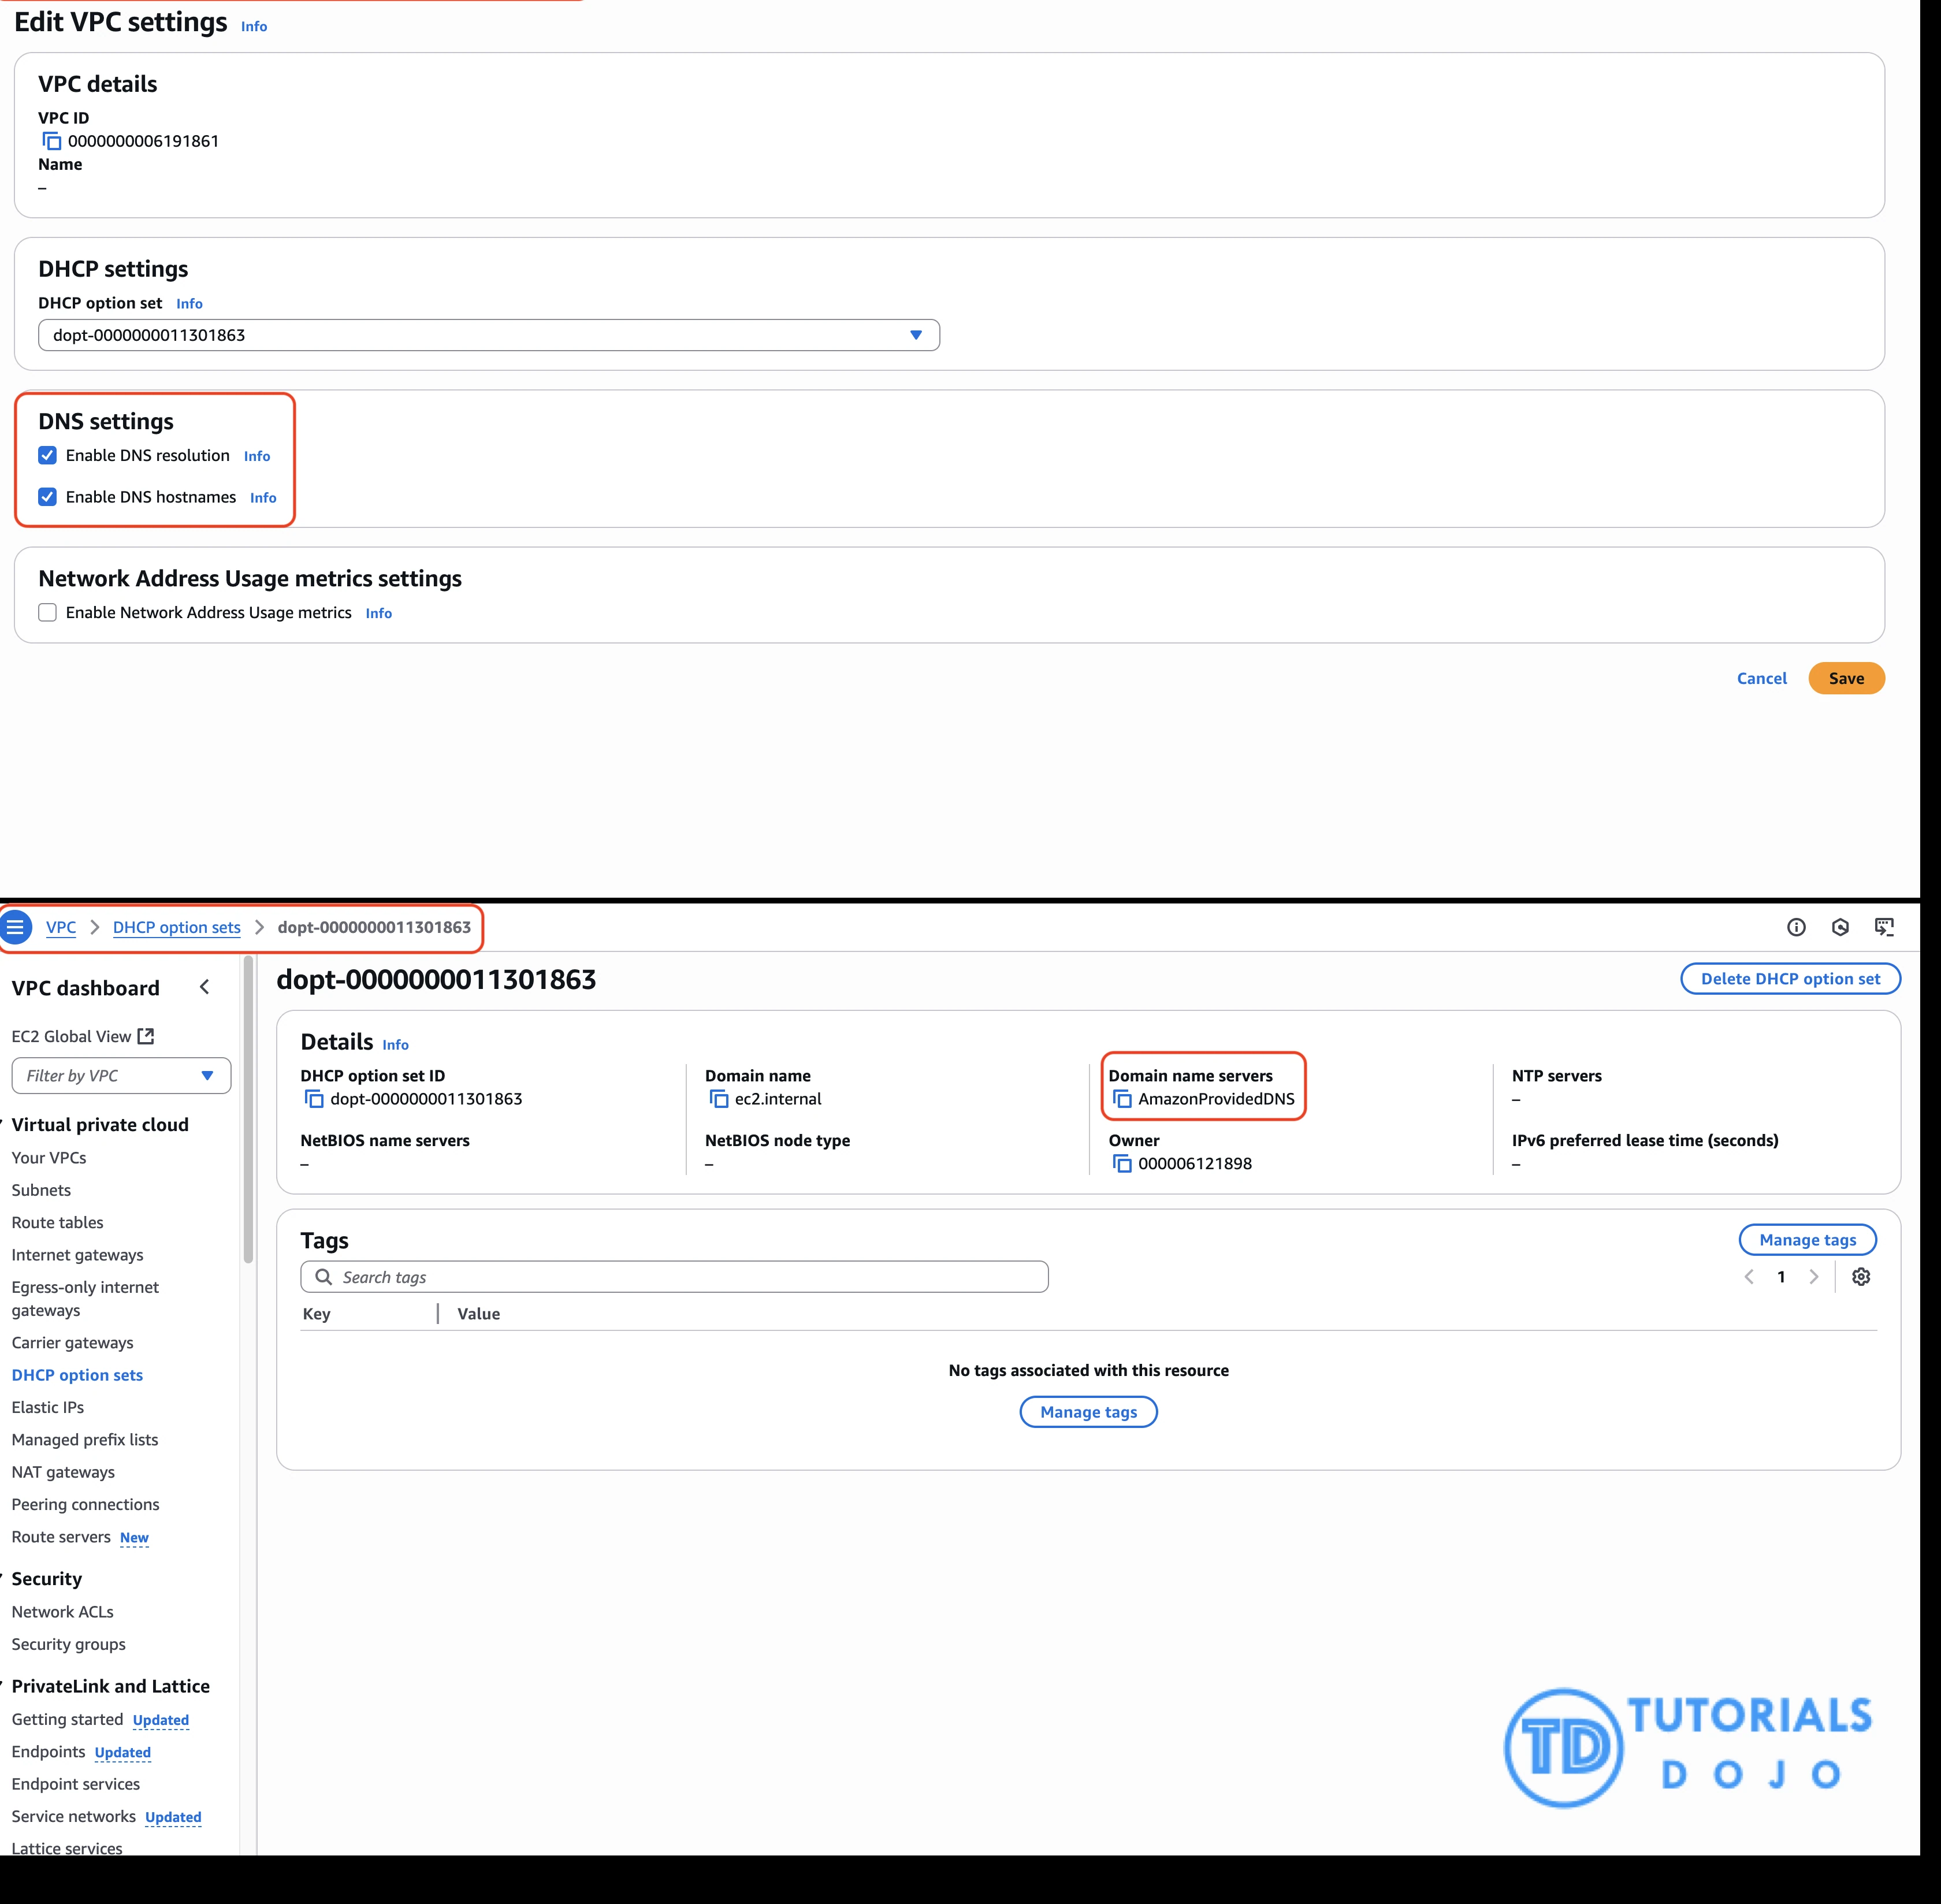 Edit VPC settings Info
VPC details
VPC ID
0000000006191861
Name
–
DHCP settings
DHCP option set Info
dopt-0000000011301863
DNS settings
Enable DNS resolution Info
Enable DNS hostnames Info
Network Address Usage metrics settings
Enable Network Address Usage metrics Info
Cancel Save
VPC > DHCP option sets > dopt-0000000011301863
VPC dashboard
EC2 Global View
Filter by VPC
Virtual private cloud
Your VPCs
Subnets
Route tables
Internet gateways
Egress-only internet
gateways
Carrier gateways
DHCP option sets
Elastic IPs
Managed prefix lists
NAT gateways
Peering connections
Route servers New
Security
Network ACLs
Security groups
PrivateLink and Lattice
Getting started Updated
Endpoints Updated
Endpoint services
Service networks Updated
Lattice services
dopt-0000000011301863
Delete DHCP option set
Details Info
DHCP option set ID
dopt-0000000011301863
Domain name
ec2.internal
Domain name servers
AmazonProvidedDNS
NTP servers
–
NetBIOS name servers
–
NetBIOS node type
–
Owner
000006121898
IPv6 preferred lease time (seconds)
–
Tags
Manage tags
Search tags
1
Key Value
No tags associated with this resource
Manage tags
TD TUTORIALS
DOJO